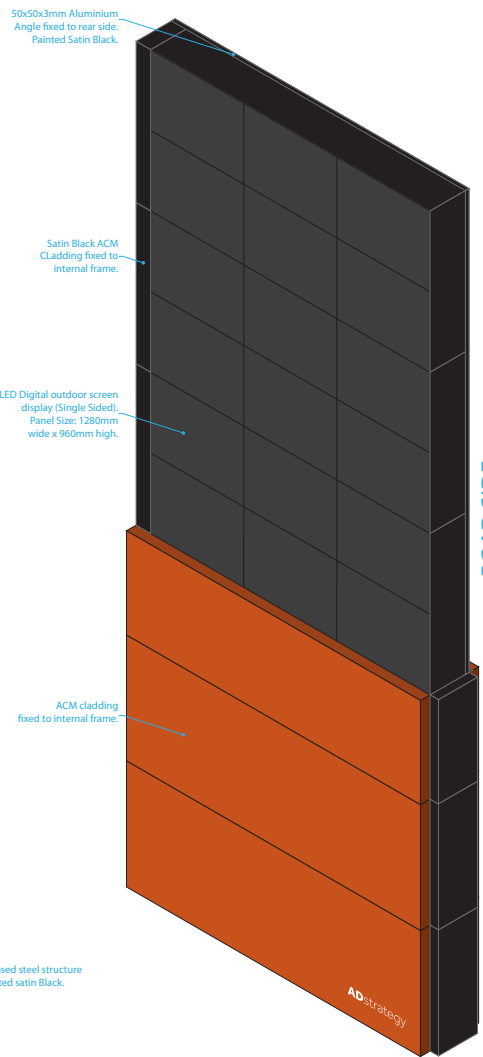 50x50x3mm Aluminium
Angle fixed to rear side.
Painted Satin Black.
Satin Black ACM
CLadding fixed to
internal frame.
LED Digital outdoor screen
display (Single Sided).
Panel Size: 1280mm
wide x 960mm high.
ACM cladding
fixed to internal frame.
steel structure
satin Black.
ADstrategy